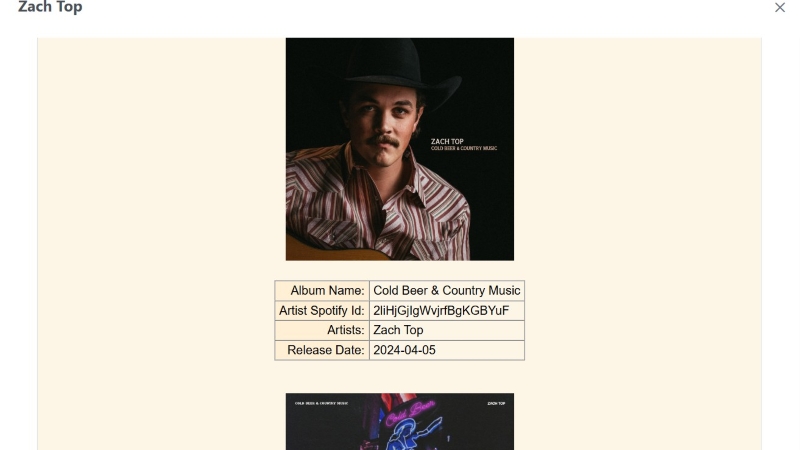 Zach Top
ZACH TOP
COLD BEER & COUNTRY MUSIC
Album Name: Cold Beer & Country Music
Artist Spotify Id: 2liHjGjIgWvjrfBgKGBYuF
Artists: Zach Top
Release Date: 2024-04-05
COLD BEER & COUNTRY MUSIC
ZACH TOP
Cold Beer